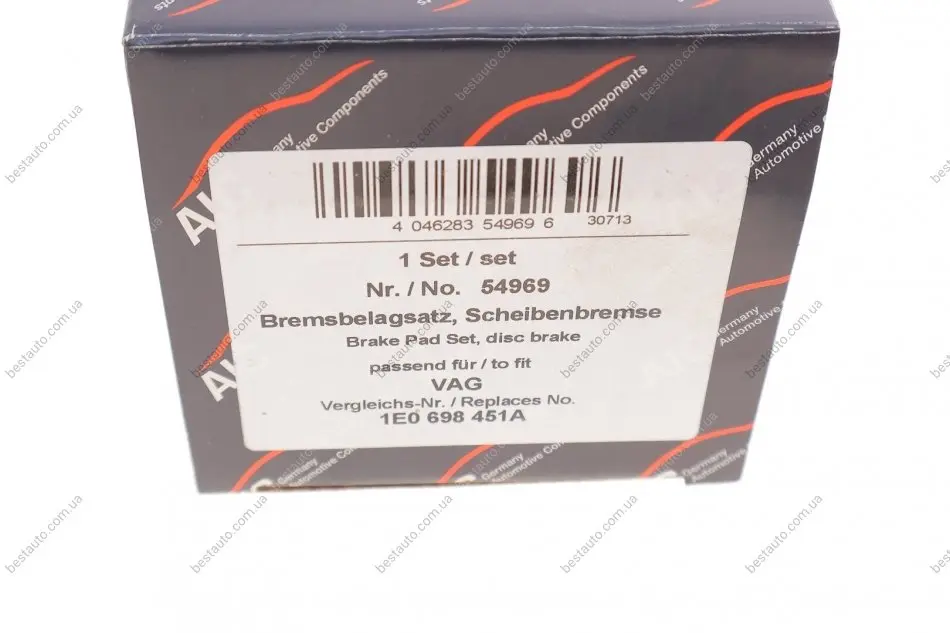 4 046283 54969 6
30713
1 Set / set
Nr. / No. 54969
Bremsbelagsatz, Scheibenbremse
Brake Pad Set, disc brake
passend für / to fit
VAG
Vergleichs-Nr. / Replaces No.
1E0 698 451A
Germany
Automotive Components
bestauto.com.ua